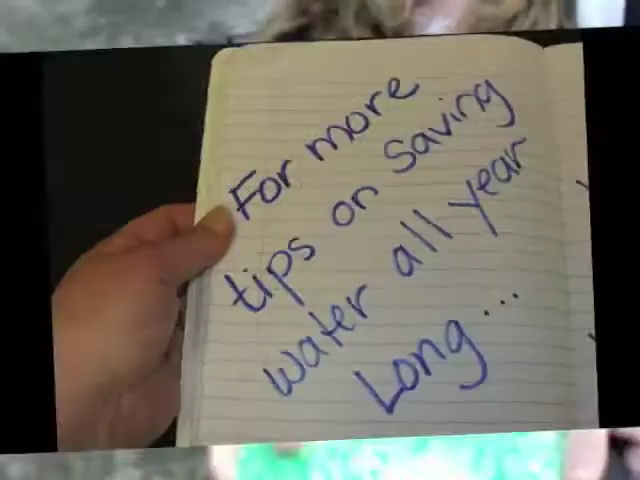 For more
tips on saving
water all year
Long...